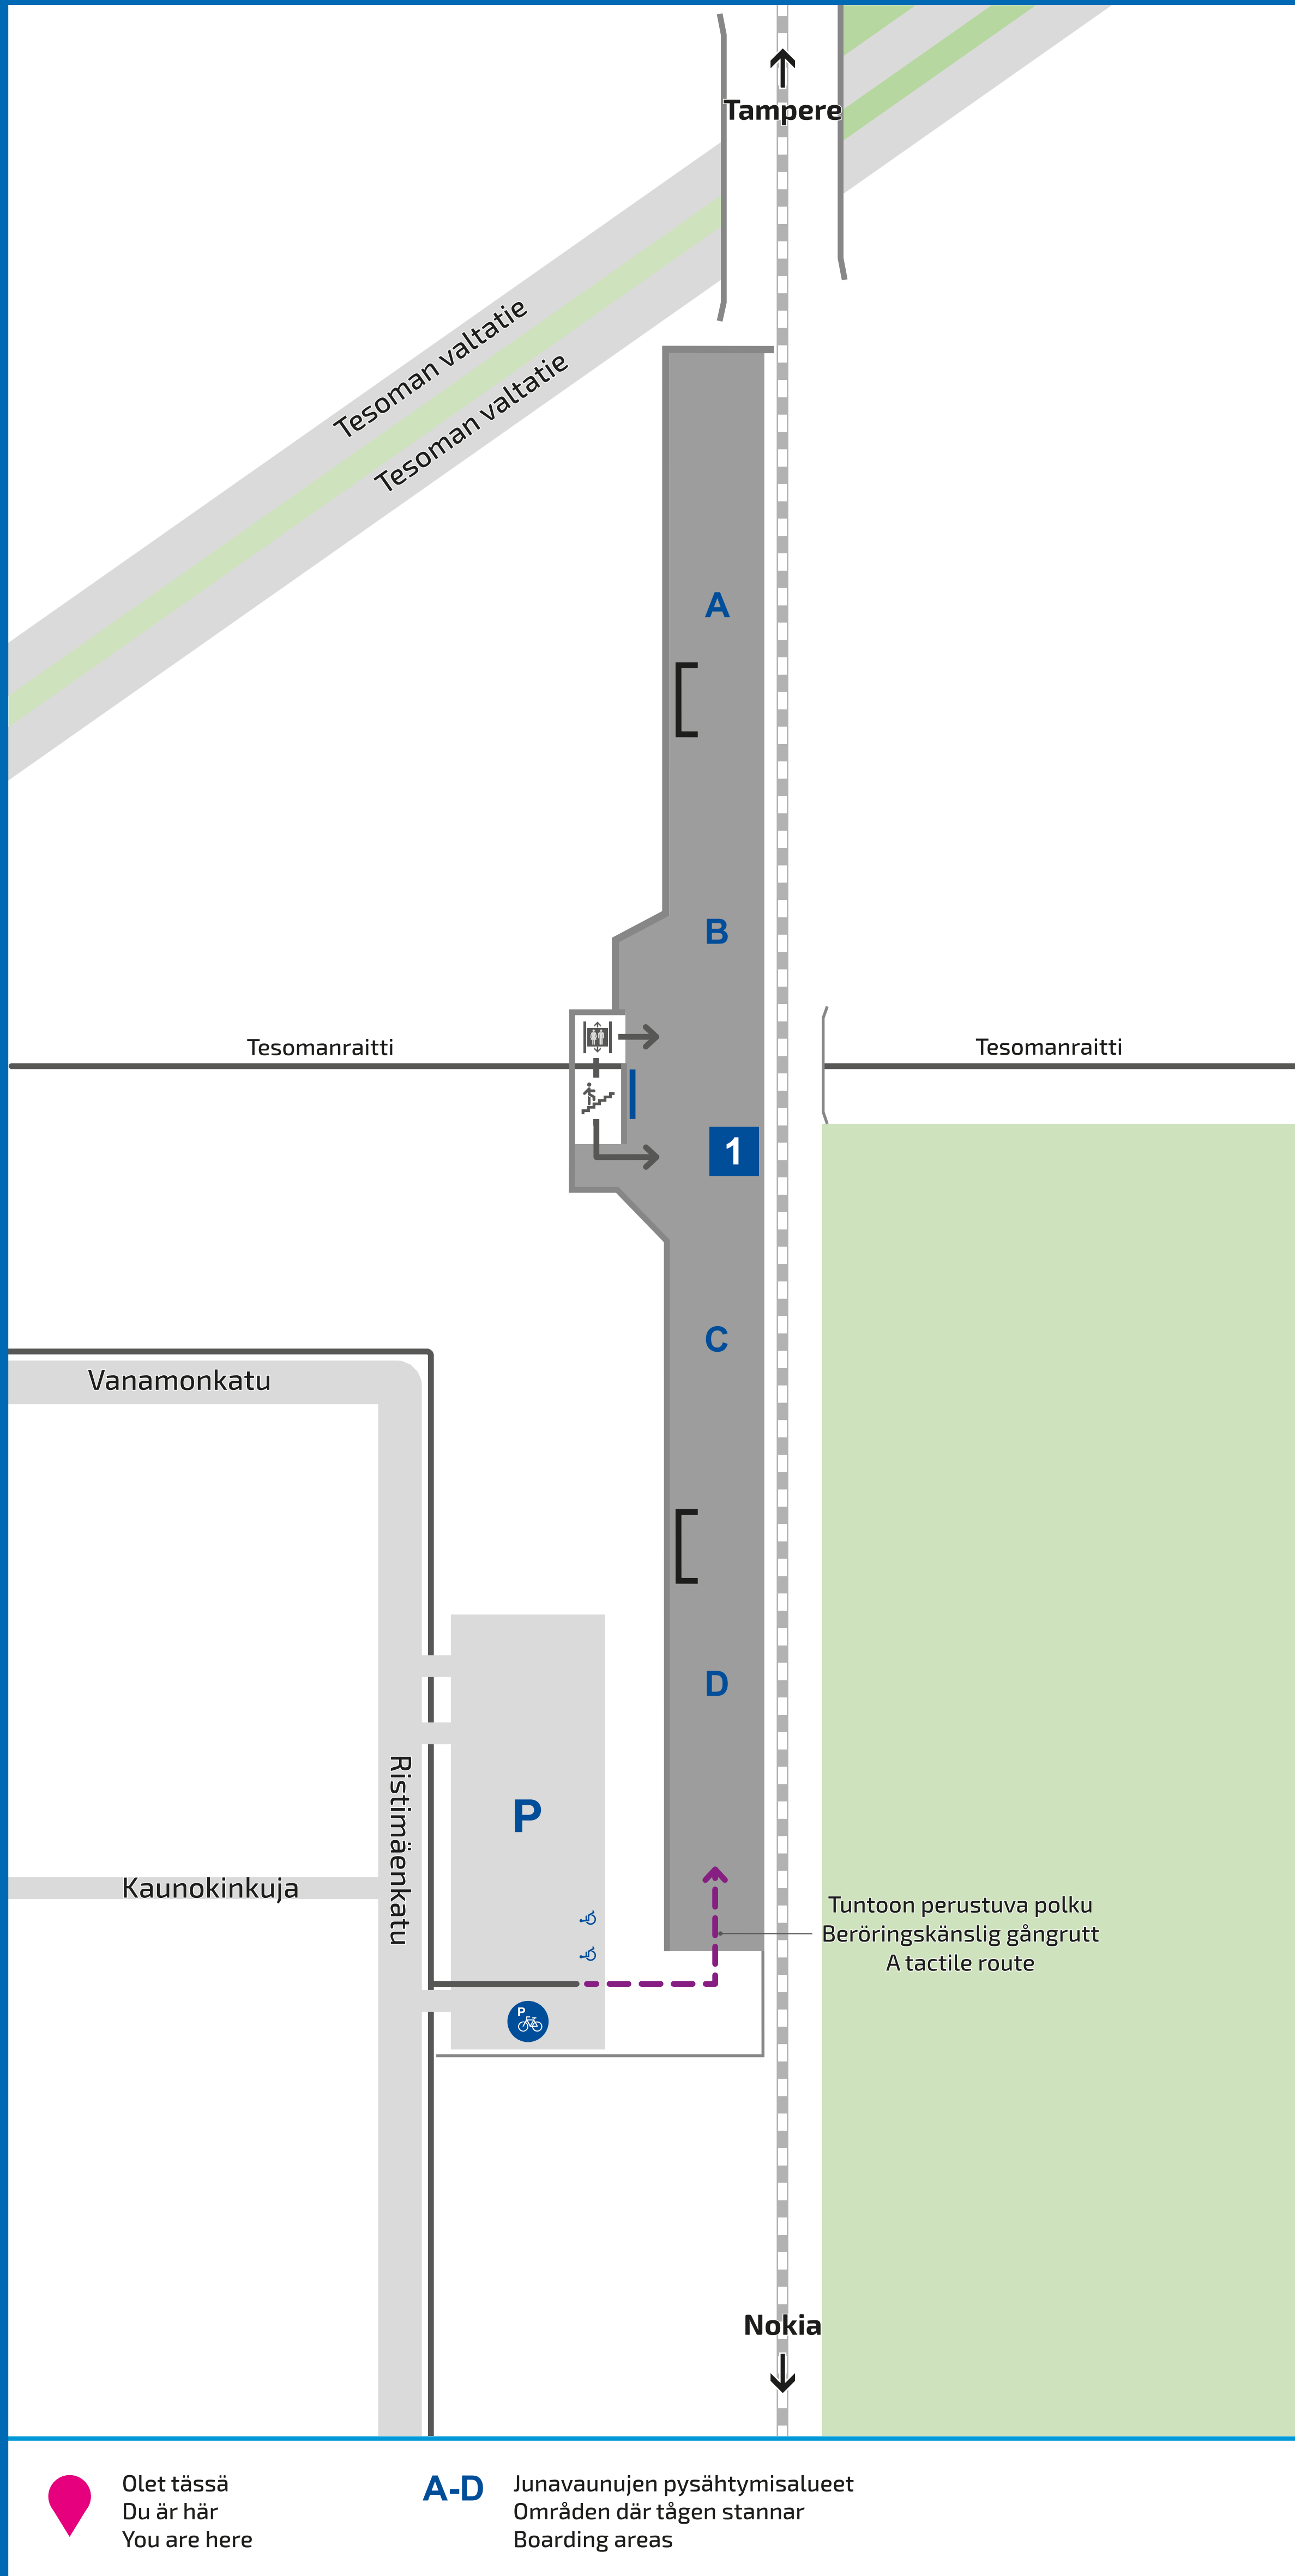 Tampere
Tesoman valtatie
Tesoman valtatie
A
B
Tesomanraitti
Tesomanraitti
1
C
Vanamonkatu
D
Ristimäenkatu
P
Kaunokinkuja
Tuntoon perustuva polku
Beröringskänslig gångrutt
A tactile route
P
Nokia
Olet tässä
Du är här
You are here
A-D
Junavaunujen pysähtymisalueet
Områden där tågen stannar
Boarding areas